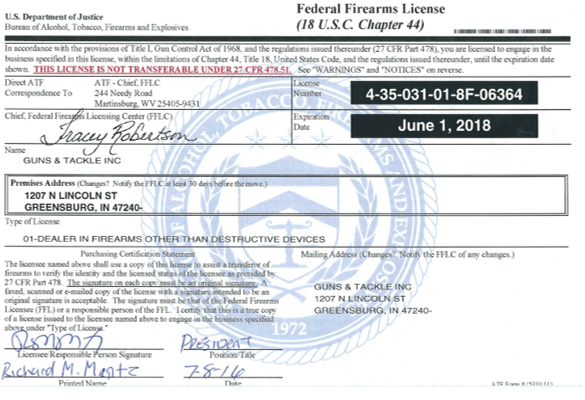 Federal Firearms License
(18 U.S.C. Chapter 44)
U.S. Department of Justice
Bureau of Alcohol, Tobacco, Firearms and Explosives
In accordance with the provisions of Title I, Gun Control Act of 1968, and the regulations issued thereunder (27 CFR Part 478), you are licensed to engage in the
business specified in this license, within the limitations of Chapter 44, Title 18, United States Code, and the regulations issued thereunder, until the expiration date
shown. THIS LICENSE IS NOT TRANSFERABLE UNDER 27 CFR 478.51. See "WARNINGS" and "NOTICES" on reverse.
Direct ATF
Correspondence To
ATF - Chief, FFLC
244 Needy Road
Martinsburg, WV 25405-9431
License
Number
4-35-031-01-8F-06364
Chief, Federal Firearms Licensing Center (FFLC)
Tracey Robertson
Expiration
Date
June 1, 2018
Name
GUNS & TACKLE INC
Premises Address (Changes? Notify the FFLC at least 30 days before the move.)
1207 N LINCOLN ST
GREENSBURG, IN 47240-
Type of License
01-DEALER IN FIREARMS OTHER THAN DESTRUCTIVE DEVICES
Purchasing Certification Statement
The licensee named above shall use a copy of this license to assist a transferor of
firearms to verify the identity and the licensed status of the licensee as provided by
27 CFR Part 478. The signature on each copy must be an original signature. A
faxed, scanned or e-mailed copy of the license with a signature intended to be an
original signature is acceptable. The signature must be that of the Federal Firearms
Licensee (FFL) or a responsible person of the FFL. I certify that this is a true copy
of a license issued to the licensee named above to engage in the business specified
above under "Type of License."
Mailing Address (Changes? Notify the FFLC of any changes.)
GUNS & TACKLE INC
1207 N LINCOLN ST
GREENSBURG, IN 47240-
1972
PRESIDENT
Licensee/Responsible Person Signature
Position/Title
Richard M. Mentz
7-8-16
Printed Name
Date